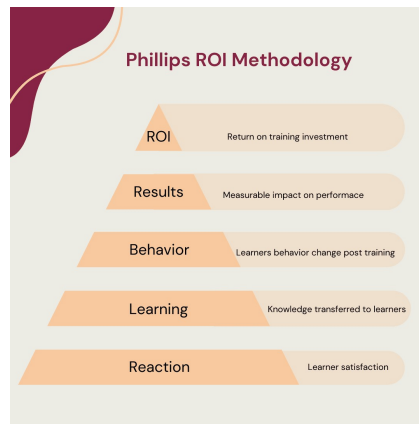 Phillips ROI Methodology
ROI
Return on training investment
Results
Measurable impact on performace
Behavior
Learners behavior change post training
Learning
Knowledge transferred to learners
Reaction
Learner satisfaction